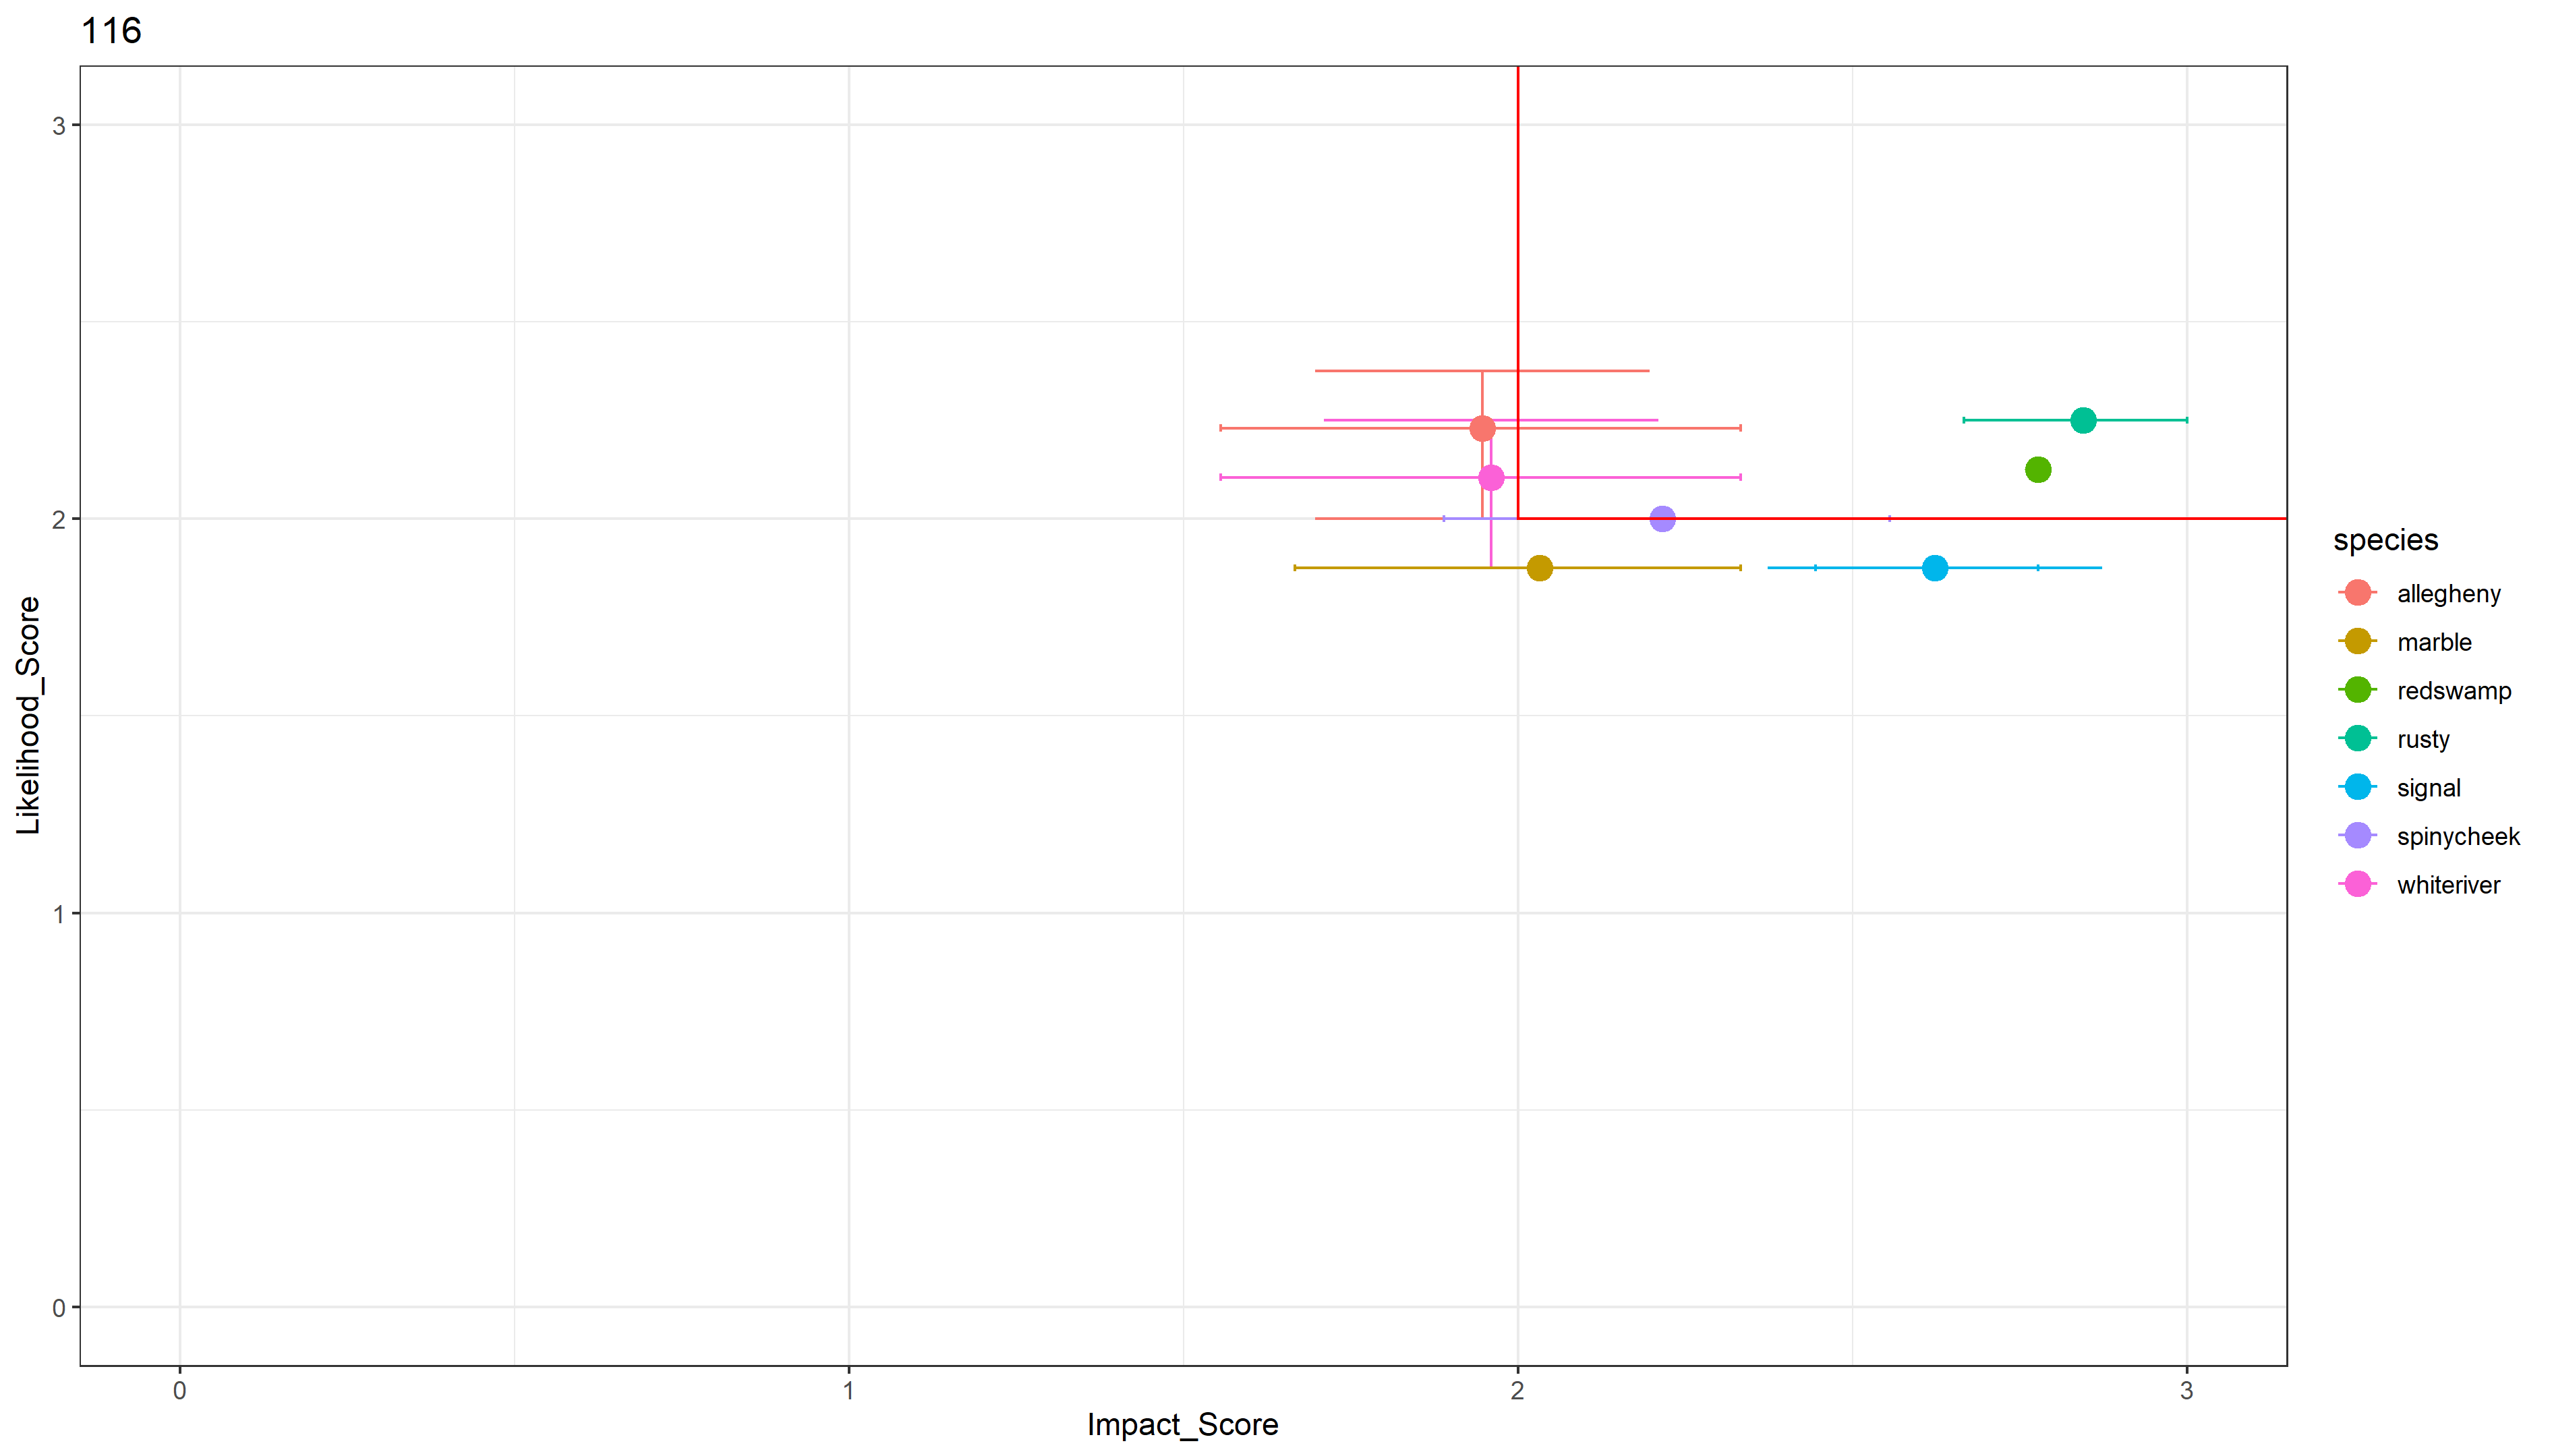 116
3
2
1
0
Likelihood_Score
0
1
2
3
Impact_Score
species
allegheny
marble
redswamp
rusty
signal
spinycheek
whiteriver